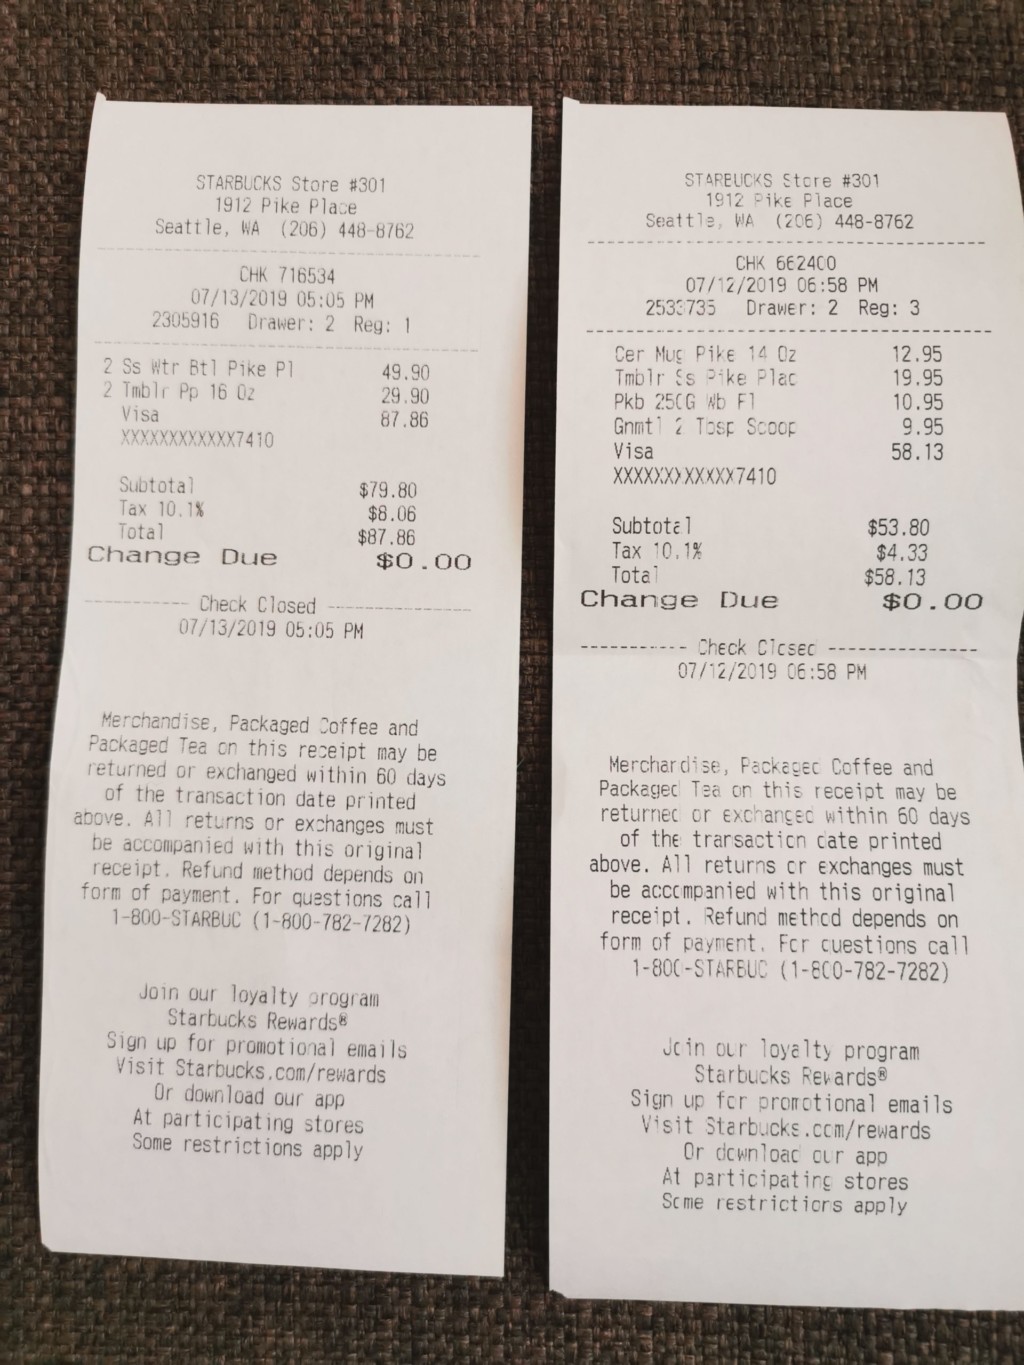 STARBUCKS Store #301
1912 Pike Place
Seattle, WA (206) 448-8762
CHK 716534
07/13/2019 05:05 PM
2305916 Drawer: 2 Reg: 1
2 Ss Wtr Btl Pike Pl 49.90
2 Tmblr Pp 16 Oz 29.90
Visa 87.86
XXXXXXXXXXXX7410
Subtotal $79.80
Tax 10.1% $8.06
Total $87.86
Change Due $0.00
---------- Check Closed --------------
07/13/2019 05:05 PM
Merchandise, Packaged Coffee and
Packaged Tea on this receipt may be
returned or exchanged within 60 days
of the transaction date printed
above. All returns or exchanges must
be accompanied with this original
receipt. Refund method depends on
form of payment. For questions call
1-800-STARBUC (1-800-782-7282)
Join our loyalty program
Starbucks Rewards®
Sign up for promotional emails
Visit Starbucks.com/rewards
Or download our app
At participating stores
Some restrictions apply
STARBUCKS Store #301
1912 Pike Place
Seattle, WA (206) 448-8762
CHK 662400
07/12/2019 06:58 PM
2533735 Drawer: 2 Reg: 3
Cer Mug Pike 14 Oz 12.95
Tmblr Ss Pike Plac 19.95
Pkb 250G Wb Fl 10.95
Gnmtl 2 Tbsp Scoop 9.95
Visa 58.13
XXXXXXXXXXXX7410
Subtotal $53.80
Tax 10.1% $4.33
Total $58.13
Change Due $0.00
----------- Check Closed ---------------
07/12/2019 06:58 PM
Merchandise, Packaged Coffee and
Packaged Tea on this receipt may be
returned or exchanged within 60 days
of the transaction date printed
above. All returns or exchanges must
be accompanied with this original
receipt. Refund method depends on
form of payment. For questions call
1-800-STARBUC (1-800-782-7282)
Join our loyalty program
Starbucks Rewards®
Sign up for promotional emails
Visit Starbucks.com/rewards
Or download our app
At participating stores
Some restrictions apply